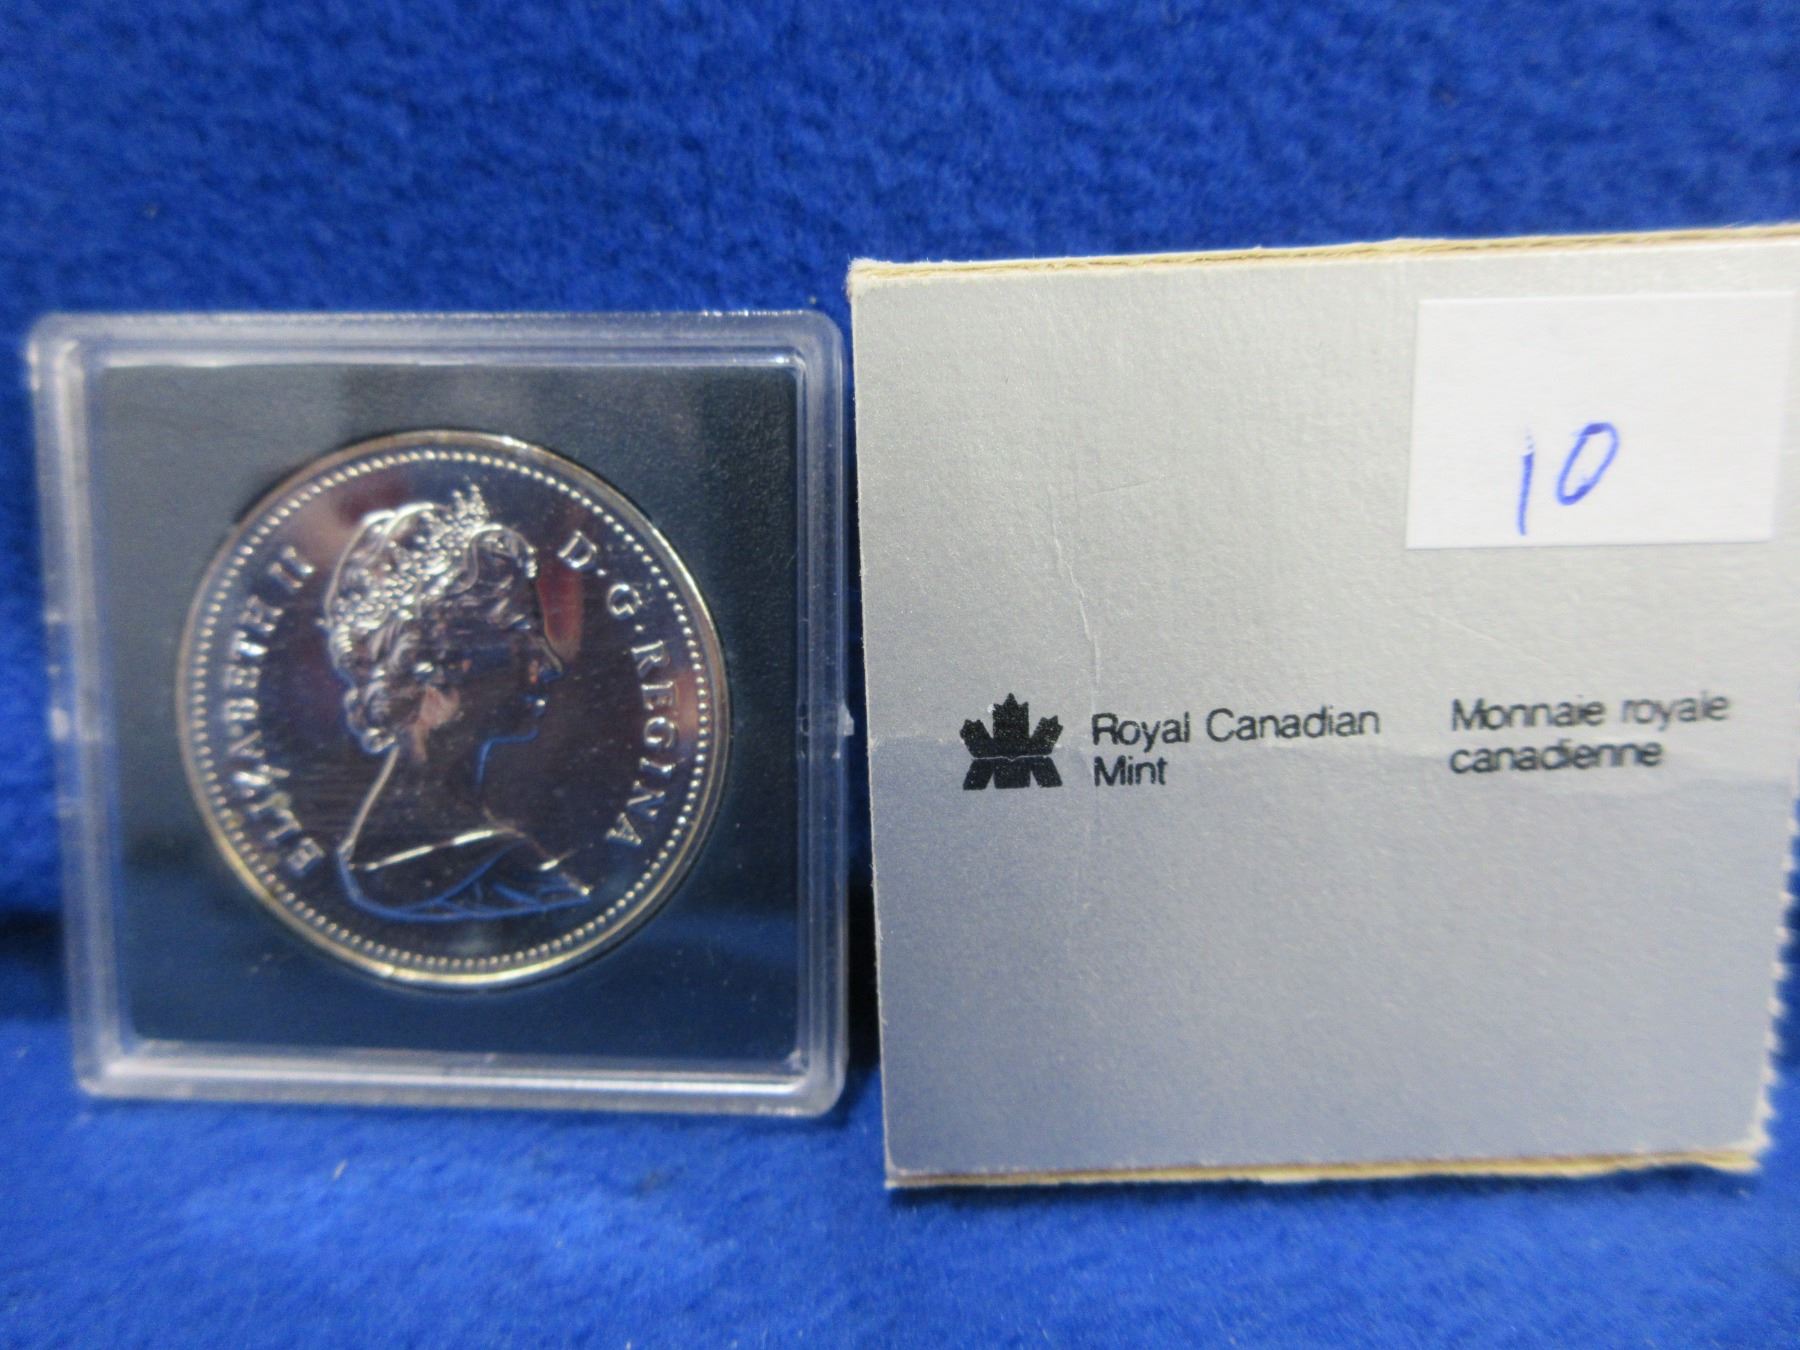 ELIZABETH II D·G·REGINA
10
Royal Canadian
Mint
Monnaie royale
canadienne